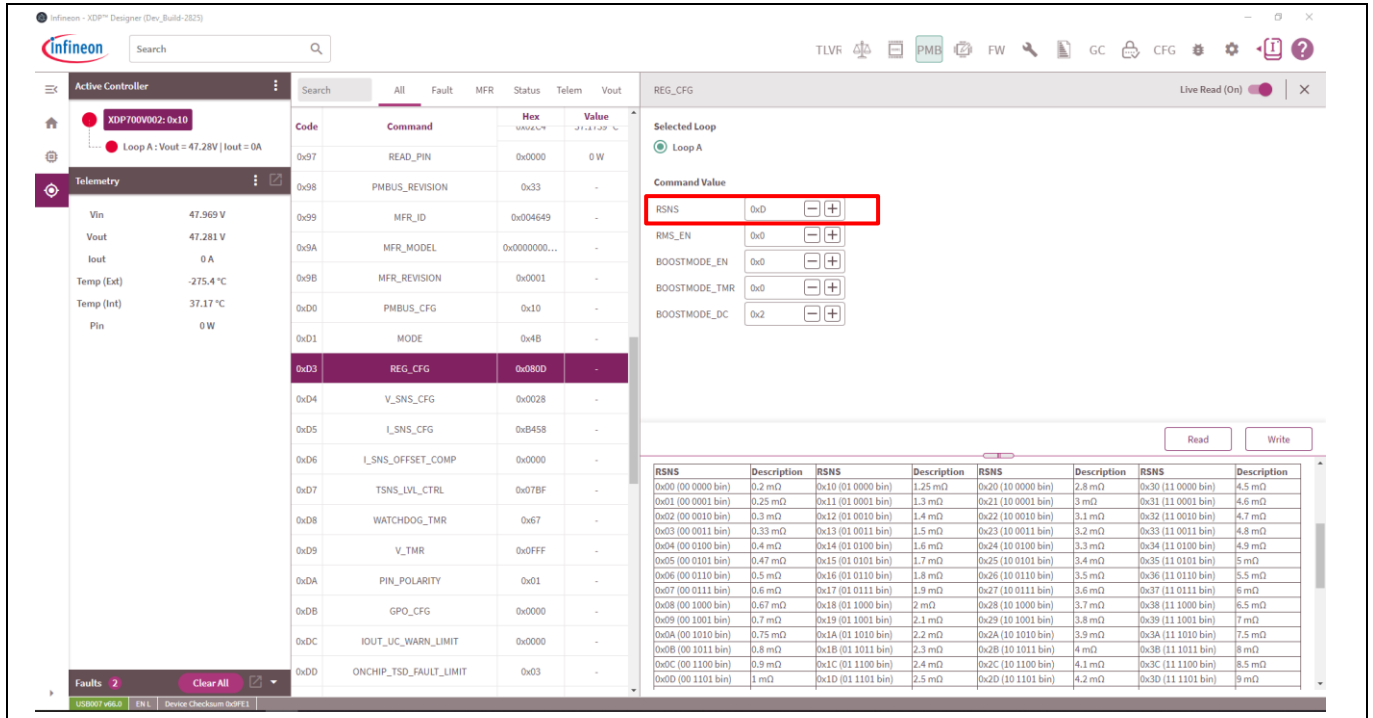 Infineon - XDP™ Designer (Dev_Build-2825)
infineon
Search
TLVR
PMB
FW
GC
CFG
Active Controller
XDP700V002: 0x10
Loop A : Vout = 47.28V | Iout = 0A
Telemetry
Vin 47.969 V
Vout 47.281 V
Iout 0 A
Temp (Ext) -275.4 °C
Temp (Int) 37.17 °C
Pin 0 W
Faults 2 Clear All
USB007 v66.0 EN L Device Checksum 0x9FE1
Search All Fault MFR Status Telem Vout
Code Command Hex Value
0x97 READ_PIN 0x0000 0 W
0x98 PMBUS_REVISION 0x33 -
0x99 MFR_ID 0x004649 -
0x9A MFR_MODEL 0x0000000... -
0x9B MFR_REVISION 0x0001 -
0xD0 PMBUS_CFG 0x10 -
0xD1 MODE 0x4B -
0xD3 REG_CFG 0x080D -
0xD4 V_SNS_CFG 0x0028 -
0xD5 I_SNS_CFG 0xB458 -
0xD6 I_SNS_OFFSET_COMP 0x0000 -
0xD7 TSNS_LVL_CTRL 0x07BF -
0xD8 WATCHDOG_TMR 0x67 -
0xD9 V_TMR 0x0FFF -
0xDA PIN_POLARITY 0x01 -
0xDB GPO_CFG 0x0000 -
0xDC IOUT_UC_WARN_LIMIT 0x0000 -
0xDD ONCHIP_TSD_FAULT_LIMIT 0x03 -
REG_CFG Live Read (On)
Selected Loop
Loop A
Command Value
RSNS 0xD
RMS_EN 0x0
BOOSTMODE_EN 0x0
BOOSTMODE_TMR 0x0
BOOSTMODE_DC 0x2
Read Write
RSNS Description RSNS Description RSNS Description RSNS Description
0x00 (00 0000 bin) 0.2 mΩ 0x10 (01 0000 bin) 1.25 mΩ 0x20 (10 0000 bin) 2.8 mΩ 0x30 (11 0000 bin) 4.5 mΩ
0x01 (00 0001 bin) 0.25 mΩ 0x11 (01 0001 bin) 1.3 mΩ 0x21 (10 0001 bin) 3 mΩ 0x31 (11 0001 bin) 4.6 mΩ
0x02 (00 0010 bin) 0.3 mΩ 0x12 (01 0010 bin) 1.4 mΩ 0x22 (10 0010 bin) 3.1 mΩ 0x32 (11 0010 bin) 4.7 mΩ
0x03 (00 0011 bin) 0.33 mΩ 0x13 (01 0011 bin) 1.5 mΩ 0x23 (10 0011 bin) 3.2 mΩ 0x33 (11 0011 bin) 4.8 mΩ
0x04 (00 0100 bin) 0.4 mΩ 0x14 (01 0100 bin) 1.6 mΩ 0x24 (10 0100 bin) 3.3 mΩ 0x34 (11 0100 bin) 4.9 mΩ
0x05 (00 0101 bin) 0.47 mΩ 0x15 (01 0101 bin) 1.7 mΩ 0x25 (10 0101 bin) 3.4 mΩ 0x35 (11 0101 bin) 5 mΩ
0x06 (00 0110 bin) 0.5 mΩ 0x16 (01 0110 bin) 1.8 mΩ 0x26 (10 0110 bin) 3.5 mΩ 0x36 (11 0110 bin) 5.5 mΩ
0x07 (00 0111 bin) 0.6 mΩ 0x17 (01 0111 bin) 1.9 mΩ 0x27 (10 0111 bin) 3.6 mΩ 0x37 (11 0111 bin) 6 mΩ
0x08 (00 1000 bin) 0.67 mΩ 0x18 (01 1000 bin) 2 mΩ 0x28 (10 1000 bin) 3.7 mΩ 0x38 (11 1000 bin) 6.5 mΩ
0x09 (00 1001 bin) 0.7 mΩ 0x19 (01 1001 bin) 2.1 mΩ 0x29 (10 1001 bin) 3.8 mΩ 0x39 (11 1001 bin) 7 mΩ
0x0A (00 1010 bin) 0.75 mΩ 0x1A (01 1010 bin) 2.2 mΩ 0x2A (10 1010 bin) 3.9 mΩ 0x3A (11 1010 bin) 7.5 mΩ
0x0B (00 1011 bin) 0.8 mΩ 0x1B (01 1011 bin) 2.3 mΩ 0x2B (10 1011 bin) 4 mΩ 0x3B (11 1011 bin) 8 mΩ
0x0C (00 1100 bin) 0.9 mΩ 0x1C (01 1100 bin) 2.4 mΩ 0x2C (10 1100 bin) 4.1 mΩ 0x3C (11 1100 bin) 8.5 mΩ
0x0D (00 1101 bin) 1 mΩ 0x1D (01 1101 bin) 2.5 mΩ 0x2D (10 1101 bin) 4.2 mΩ 0x3D (11 1101 bin) 9 mΩ